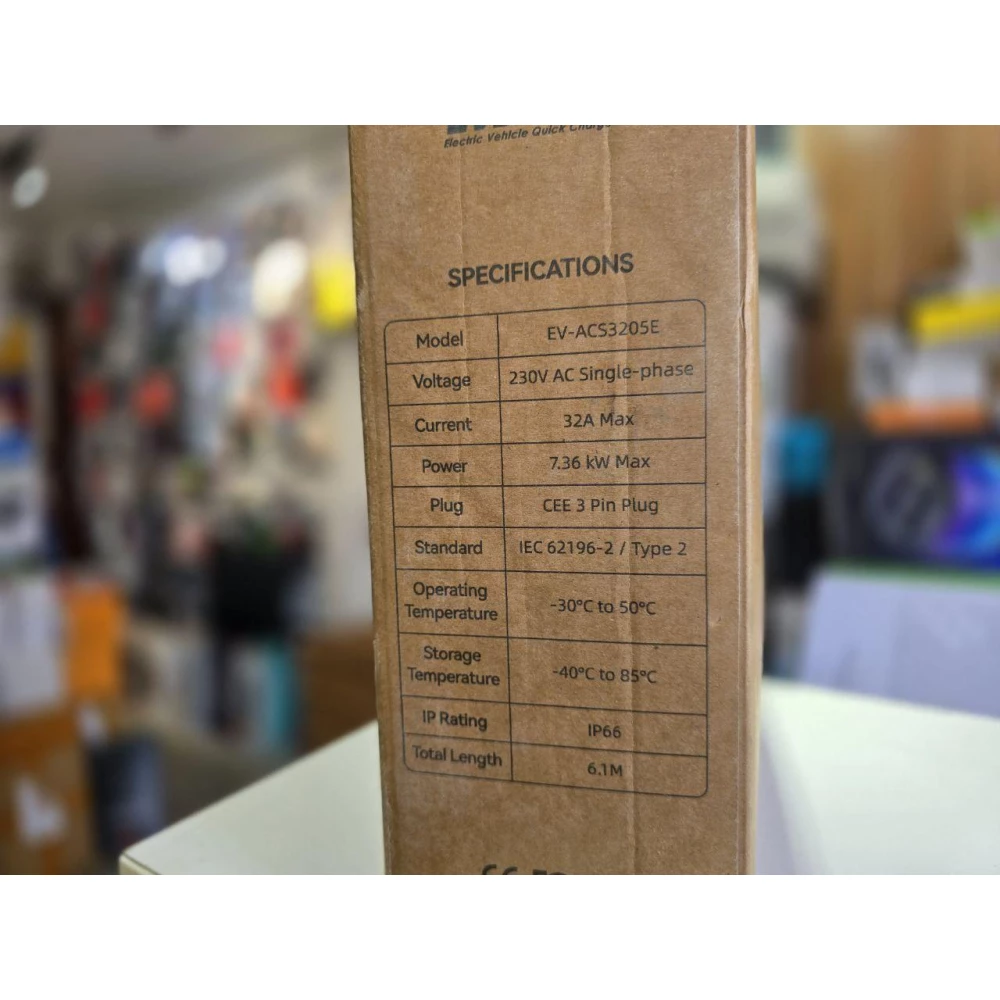 Electric Vehicle Quick Charge
SPECIFICATIONS
Model EV-ACS3205E
Voltage 230V AC Single-phase
Current 32A Max
Power 7.36 kW Max
Plug CEE 3 Pin Plug
Standard IEC 62196-2 / Type 2
Operating
Temperature -30°C to 50°C
Storage
Temperature -40°C to 85°C
IP Rating IP66
Total Length 6.1M